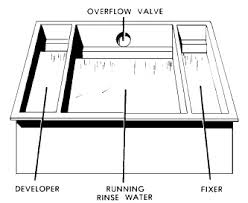 OVERFLOW VALVE
DEVELOPER
RUNNING
RINSE WATER
FIXER